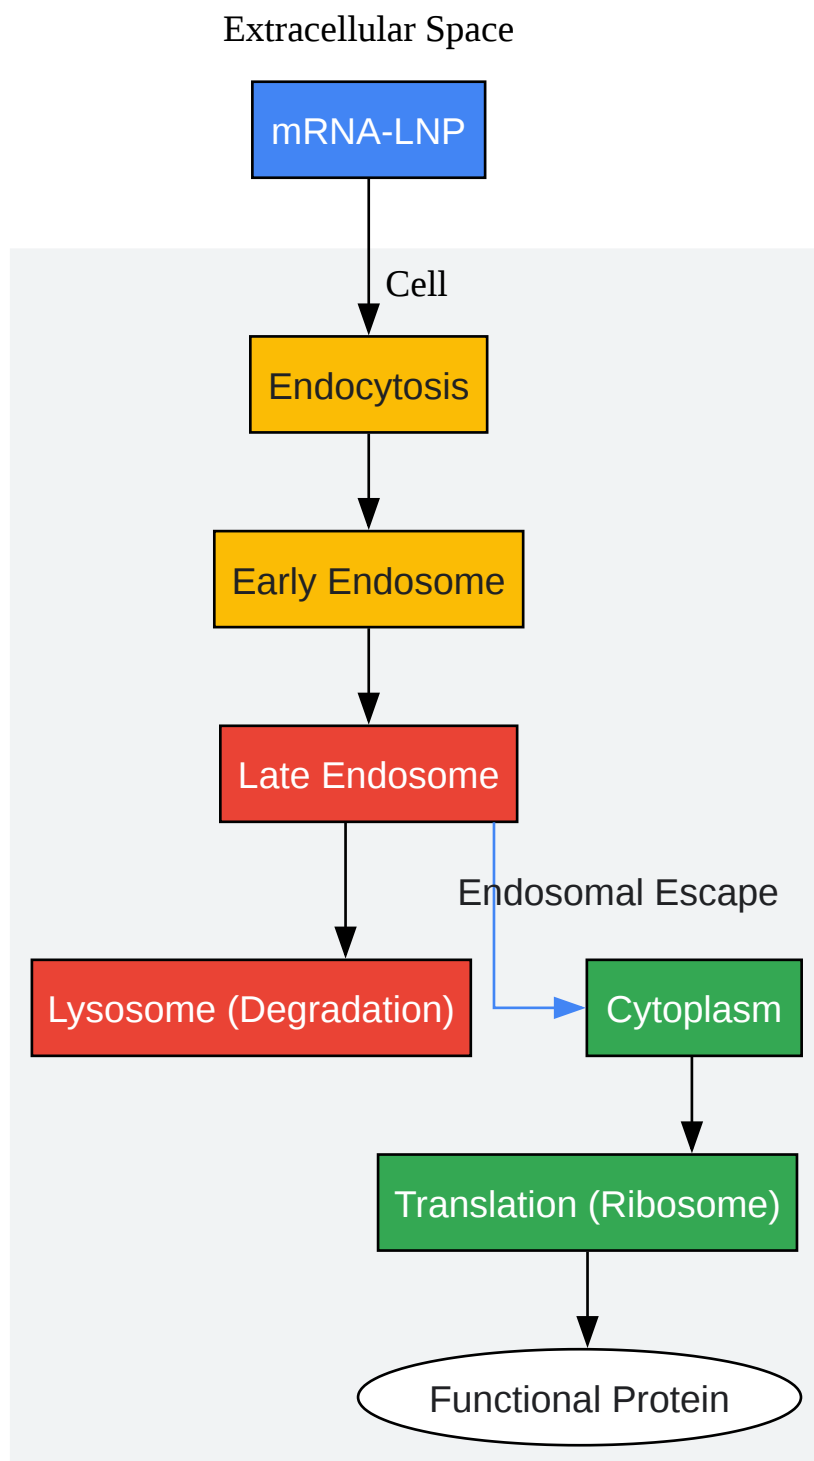 Extracellular Space
mRNA-LNP
Cell
Endocytosis
Early Endosome
Late Endosome
Endosomal Escape
Lysosome (Degradation)
Cytoplasm
Translation (Ribosome)
Functional Protein